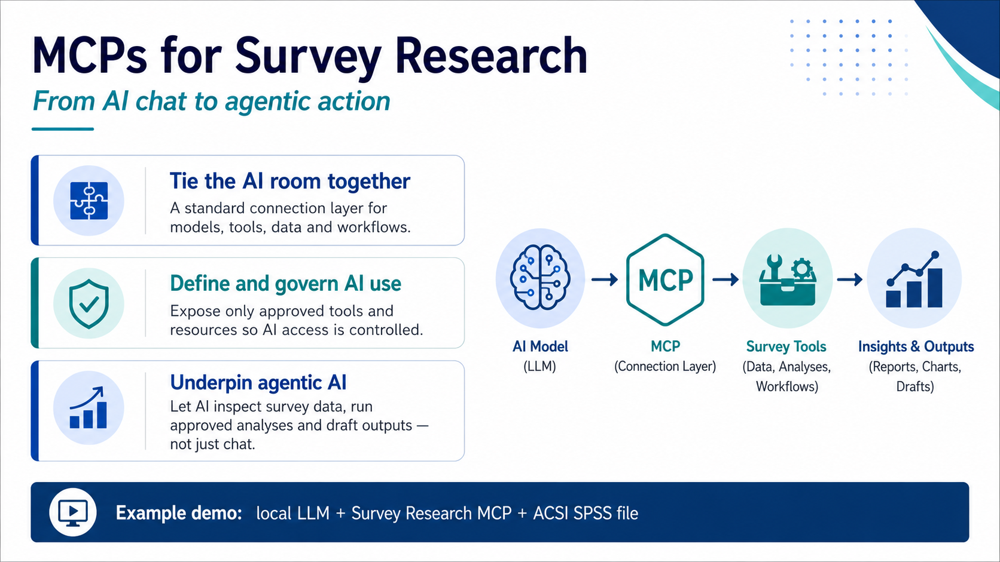 MCPs for Survey Research
From AI chat to agentic action
Tie the AI room together
A standard connection layer for
models, tools, data and workflows.
Define and govern AI use
Expose only approved tools and
resources so AI access is controlled.
Underpin agentic AI
Let AI inspect survey data, run
approved analyses and draft outputs —
not just chat.
MCP
AI Model
(LLM)
MCP
(Connection Layer)
Survey Tools
(Data, Analyses,
Workflows)
Insights & Outputs
(Reports, Charts,
Drafts)
Example demo: local LLM + Survey Research MCP + ACSI SPSS file